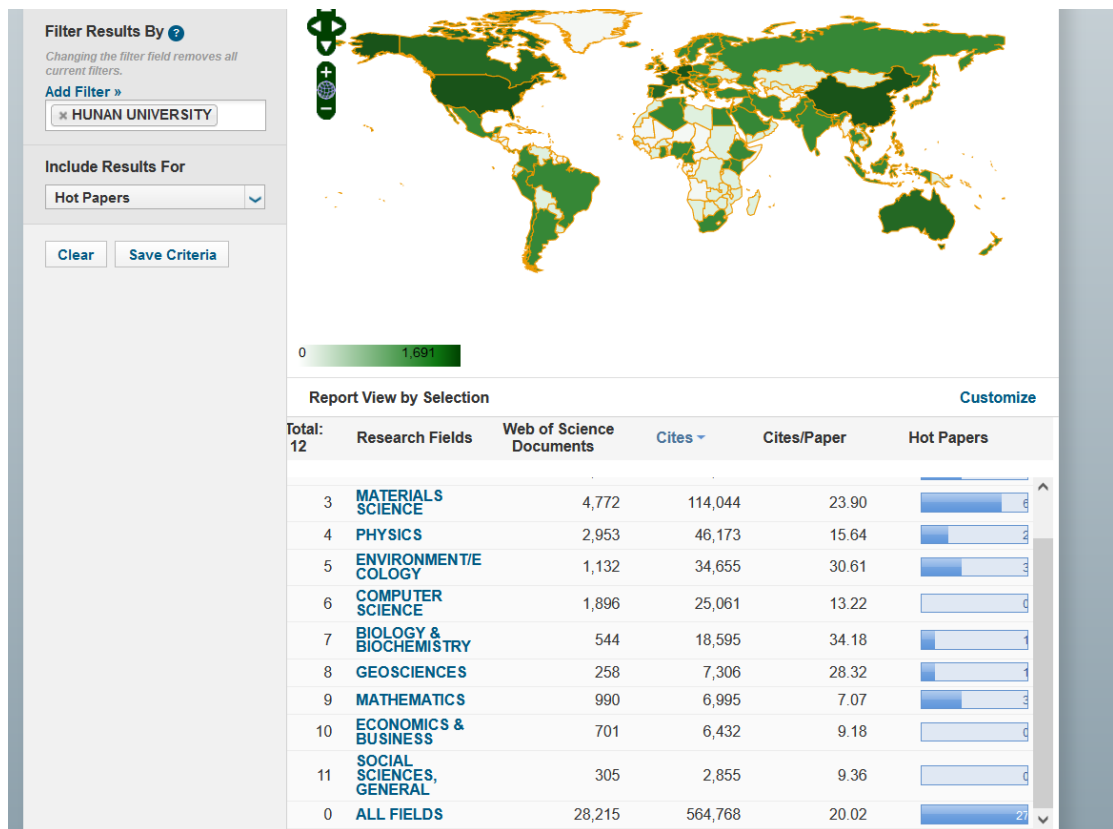 Filter Results By ?
Changing the filter field removes all
current filters.
Add Filter »
× HUNAN UNIVERSITY
Include Results For
Hot Papers
Clear Save Criteria
0 1,691
Report View by Selection Customize
Total:
12 Research Fields Web of Science
Documents Cites Cites/Paper Hot Papers
3 MATERIALS
SCIENCE 4,772 114,044 23.90 6
4 PHYSICS 2,953 46,173 15.64 2
5 ENVIRONMENT/E
COLOGY 1,132 34,655 30.61 3
6 COMPUTER
SCIENCE 1,896 25,061 13.22 0
7 BIOLOGY &
BIOCHEMISTRY 544 18,595 34.18 1
8 GEOSCIENCES 258 7,306 28.32 1
9 MATHEMATICS 990 6,995 7.07 3
10 ECONOMICS &
BUSINESS 701 6,432 9.18 0
11 SOCIAL
SCIENCES,
GENERAL 305 2,855 9.36 0
0 ALL FIELDS 28,215 564,768 20.02 27